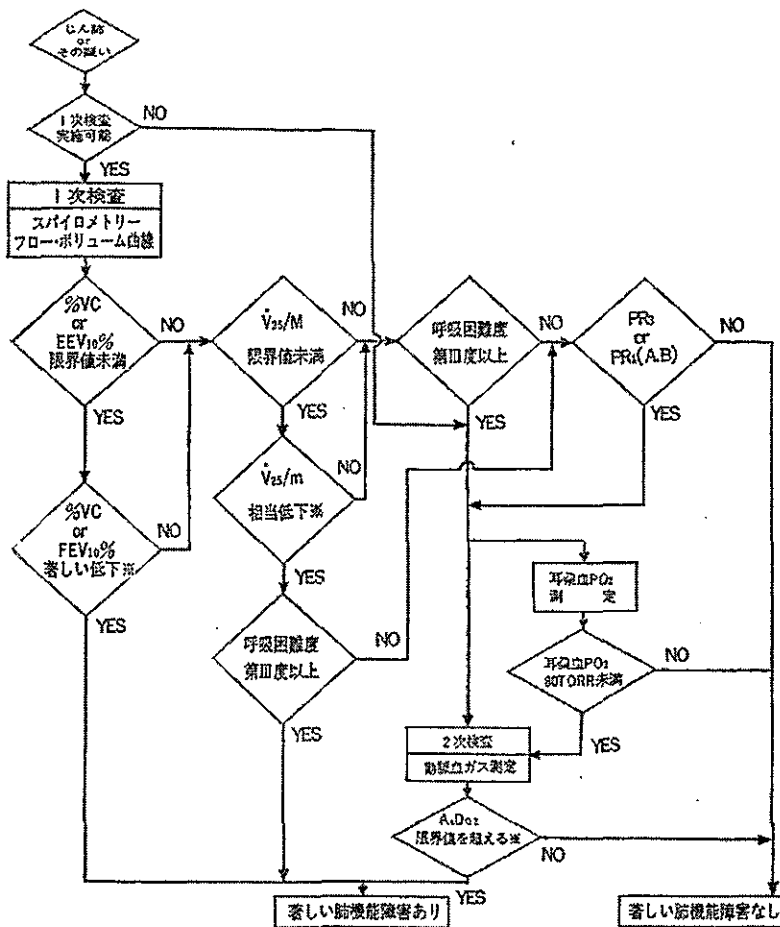 じん肺
or
その疑い
1次検査
実施可能
NO
YES
1次検査
スパイロメトリー
フロー・ボリューム曲線
%VC
or
EEV10%
限界値未満
NO
YES
V̇25/M
限界値未満
NO
YES
呼吸困難度
第III度以上
NO
YES
PR3
or
PR4(A.B)
NO
YES
%VC
or
FEV10%
著しい低下※
NO
YES
V̇25/m
相当低下※
NO
YES
呼吸困難度
第III度以上
NO
YES
耳朶血PO2
測 定
耳朶血PO2
80TORR未満
NO
YES
2次検査
動脈血ガス測定
A.Do2
限界値を超える※
NO
YES
著しい肺機能障害あり
著しい肺機能障害なし